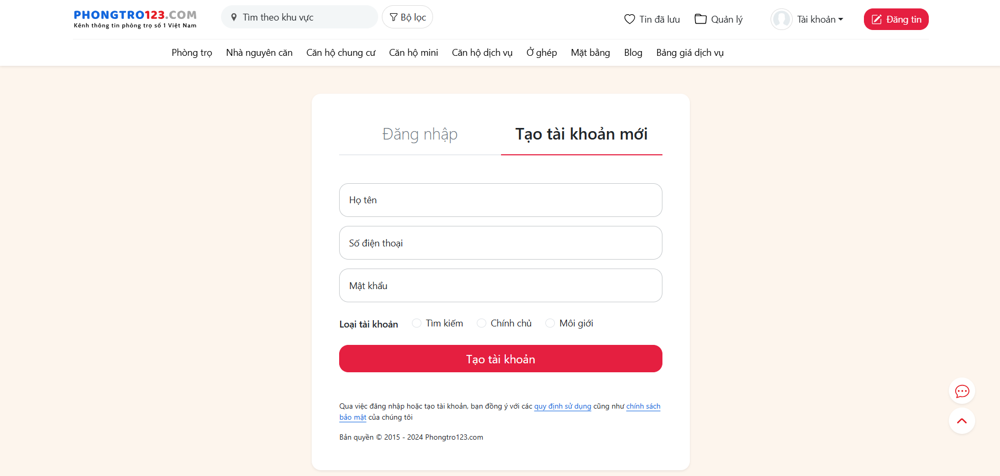 PHONGTRO123.COM
Kênh thông tin phòng trọ số 1 Việt Nam
Tìm theo khu vực
Bộ lọc
Tin đã lưu
Quản lý
Tài khoản
Đăng tin
Phòng trọ
Nhà nguyên căn
Căn hộ chung cư
Căn hộ mini
Căn hộ dịch vụ
Ở ghép
Mặt bằng
Blog
Bảng giá dịch vụ
Đăng nhập
Tạo tài khoản mới
Họ tên
Số điện thoại
Mật khẩu
Loại tài khoản
Tìm kiếm
Chính chủ
Môi giới
Tạo tài khoản
Qua việc đăng nhập hoặc tạo tài khoản, bạn đồng ý với các quy định sử dụng cũng như chính sách
bảo mật của chúng tôi
Bản quyền © 2015 - 2024 Phongtro123.com